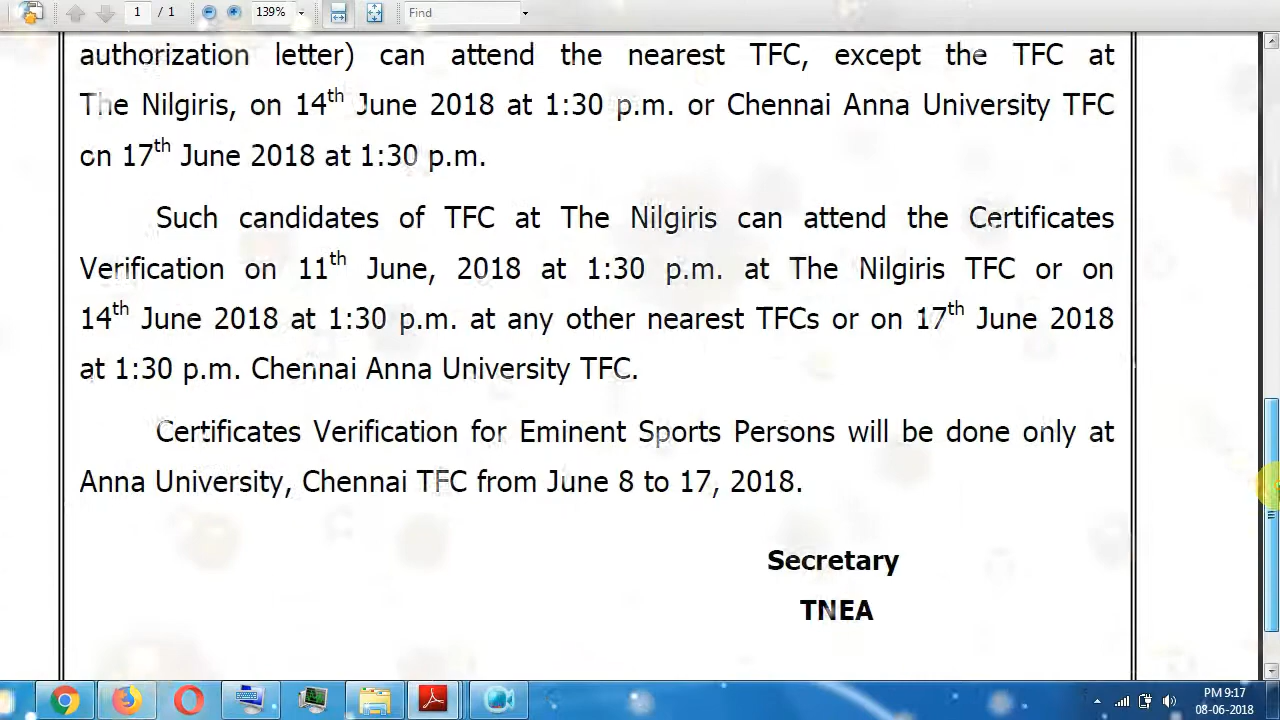 1 / 1 139% Find
authorization letter) can attend the nearest TFC, except the TFC at
The Nilgiris, on 14th June 2018 at 1:30 p.m. or Chennai Anna University TFC
on 17th June 2018 at 1:30 p.m.
Such candidates of TFC at The Nilgiris can attend the Certificates
Verification on 11th June, 2018 at 1:30 p.m. at The Nilgiris TFC or on
14th June 2018 at 1:30 p.m. at any other nearest TFCs or on 17th June 2018
at 1:30 p.m. Chennai Anna University TFC.
Certificates Verification for Eminent Sports Persons will be done only at
Anna University, Chennai TFC from June 8 to 17, 2018.
Secretary
TNEA
PM 9:17
08-06-2018